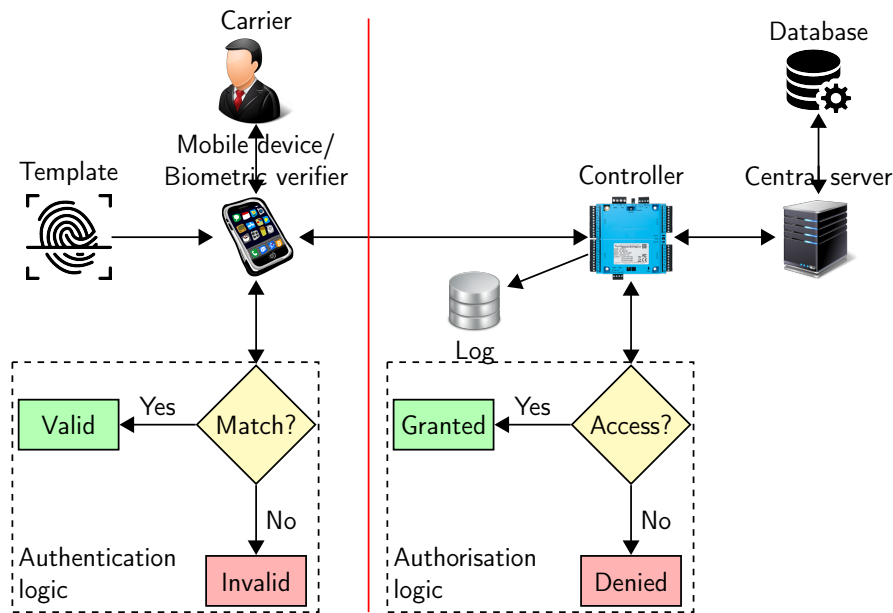 Carrier
Database
Mobile device/
Biometric verifier
Template
Controller
Central server
Log
Yes
Valid
Match?
No
Authentication
logic
Invalid
Yes
Granted
Access?
No
Authorisation
logic
Denied